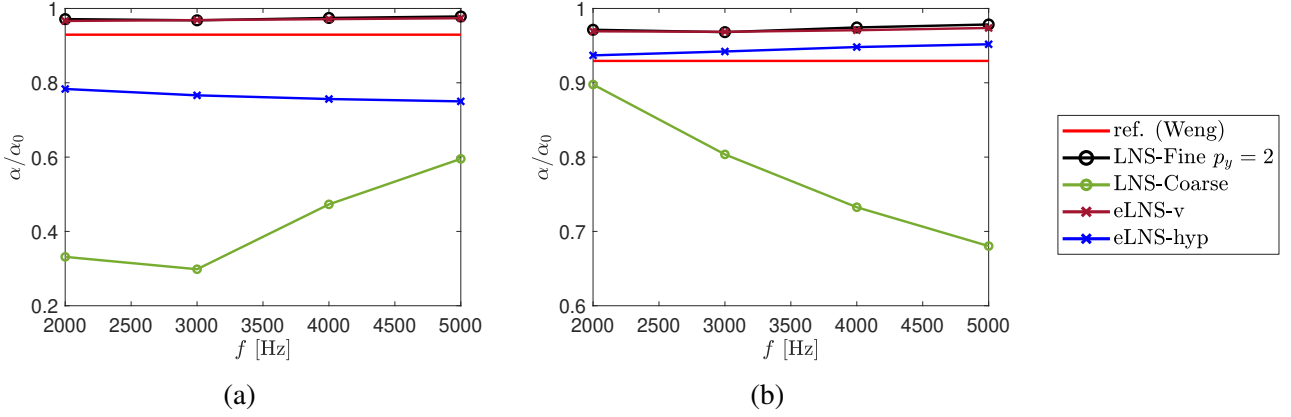 1
0.8
0.6
0.4
0.2
α/α₀
2000 2500 3000 3500 4000 4500 5000
f [Hz]
(a)
1
0.9
0.8
0.7
0.6
α/α₀
2000 2500 3000 3500 4000 4500 5000
f [Hz]
(b)
ref. (Weng)
LNS-Fine p_y = 2
LNS-Coarse
eLNS-v
eLNS-hyp